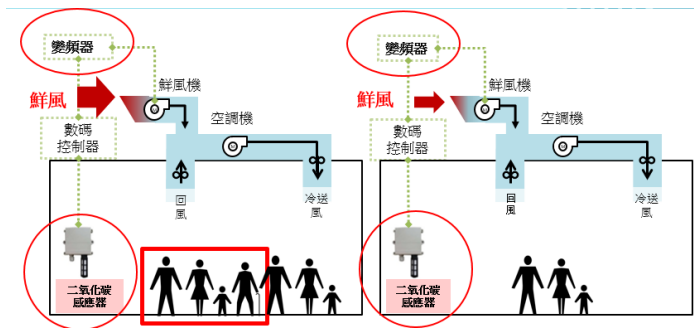 變頻器
鮮風機
鮮風
空調機
數碼
控制器
回
風
冷送
風
二氧化碳
感應器
變頻器
鮮風機
鮮風
空調機
數碼
控制器
回
風
冷送
風
二氧化碳
感應器